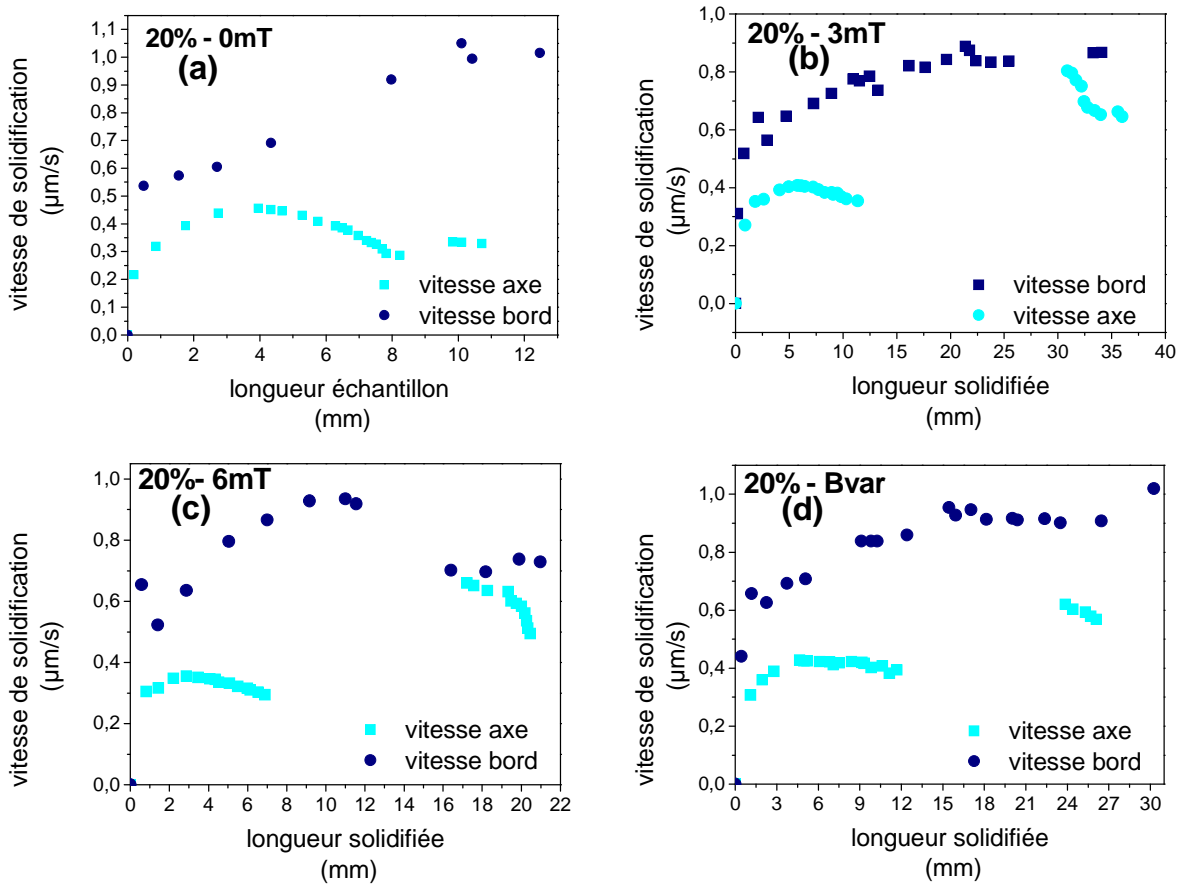 20% - 0mT
(a)
vitesse de solidification
(µm/s)
1,1
1,0
0,9
0,8
0,7
0,6
0,5
0,4
0,3
0,2
0,1
0,0
0 2 4 6 8 10 12
vitesse axe
vitesse bord
longueur échantillon
(mm)
20% - 3mT
(b)
vitesse de solidification
(µm/s)
1,0
0,8
0,6
0,4
0,2
0,0
0 5 10 15 20 25 30 35 40
vitesse bord
vitesse axe
longueur solidifiée
(mm)
20%- 6mT
(c)
vitesse de solidification
(µm/s)
1,0
0,8
0,6
0,4
0,2
0,0
0 2 4 6 8 10 12 14 16 18 20 22
vitesse axe
vitesse bord
longueur solidifiée
(mm)
20% - Bvar
(d)
vitesse de solidification
(µm/s)
1,0
0,8
0,6
0,4
0,2
0,0
0 3 6 9 12 15 18 21 24 27 30
vitesse axe
vitesse bord
longueur solidifiée
(mm)